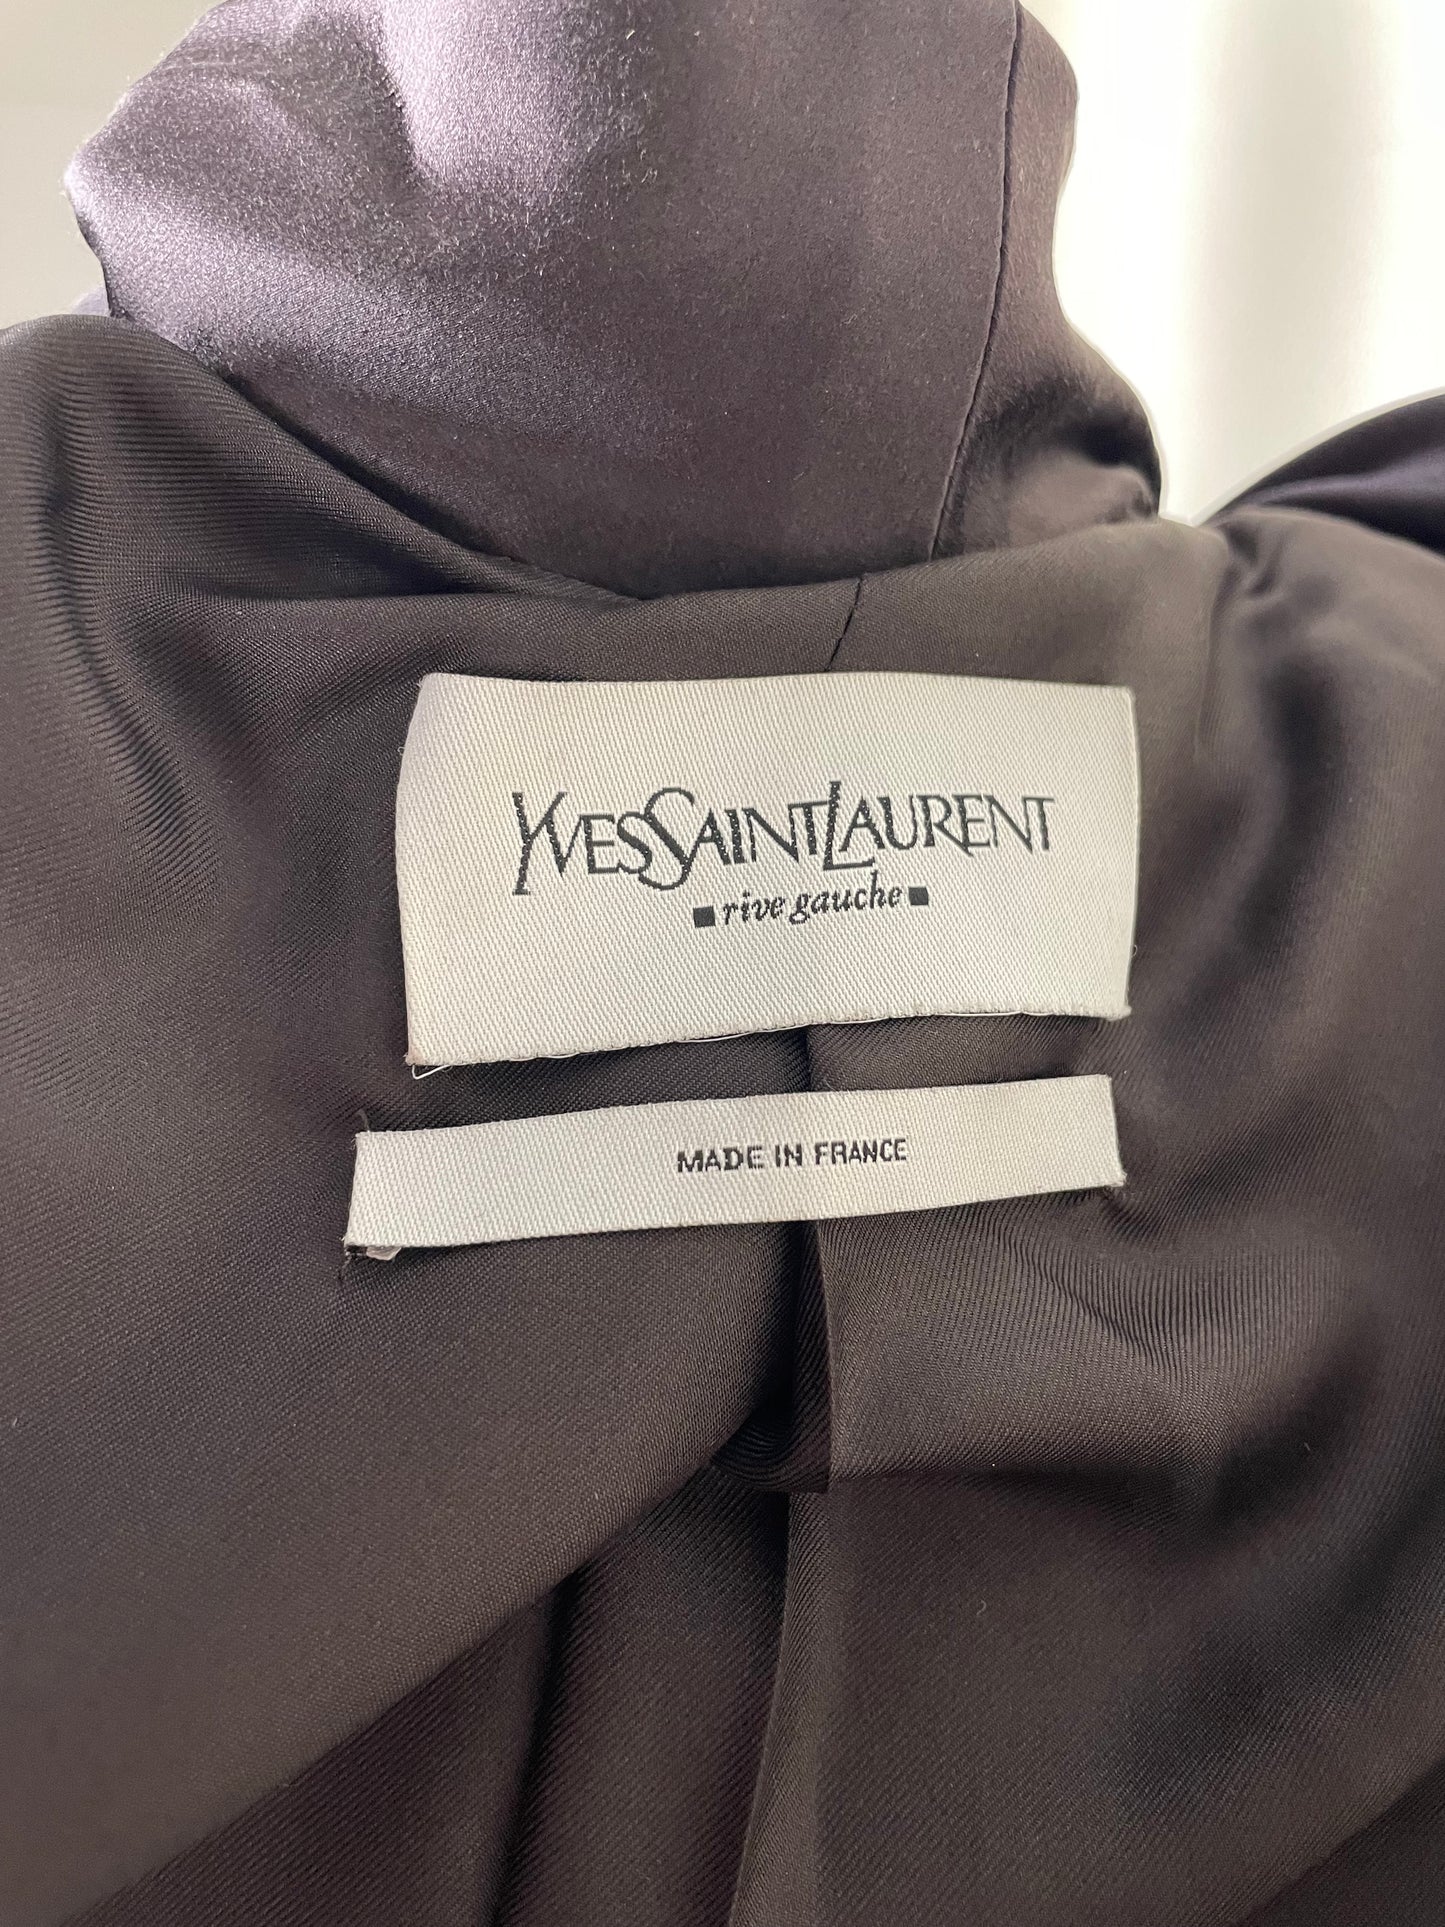 YVESSAINTLAURENT
▪ rive gauche ▪
MADE IN FRANCE